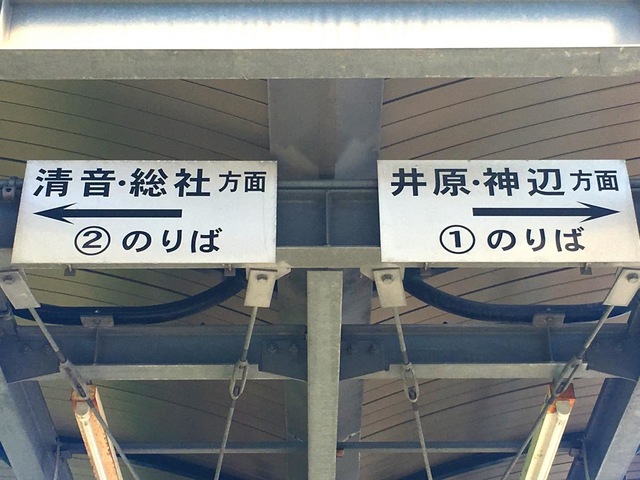 清音・総社方面
②のりば
井原・神辺方面
①のりば